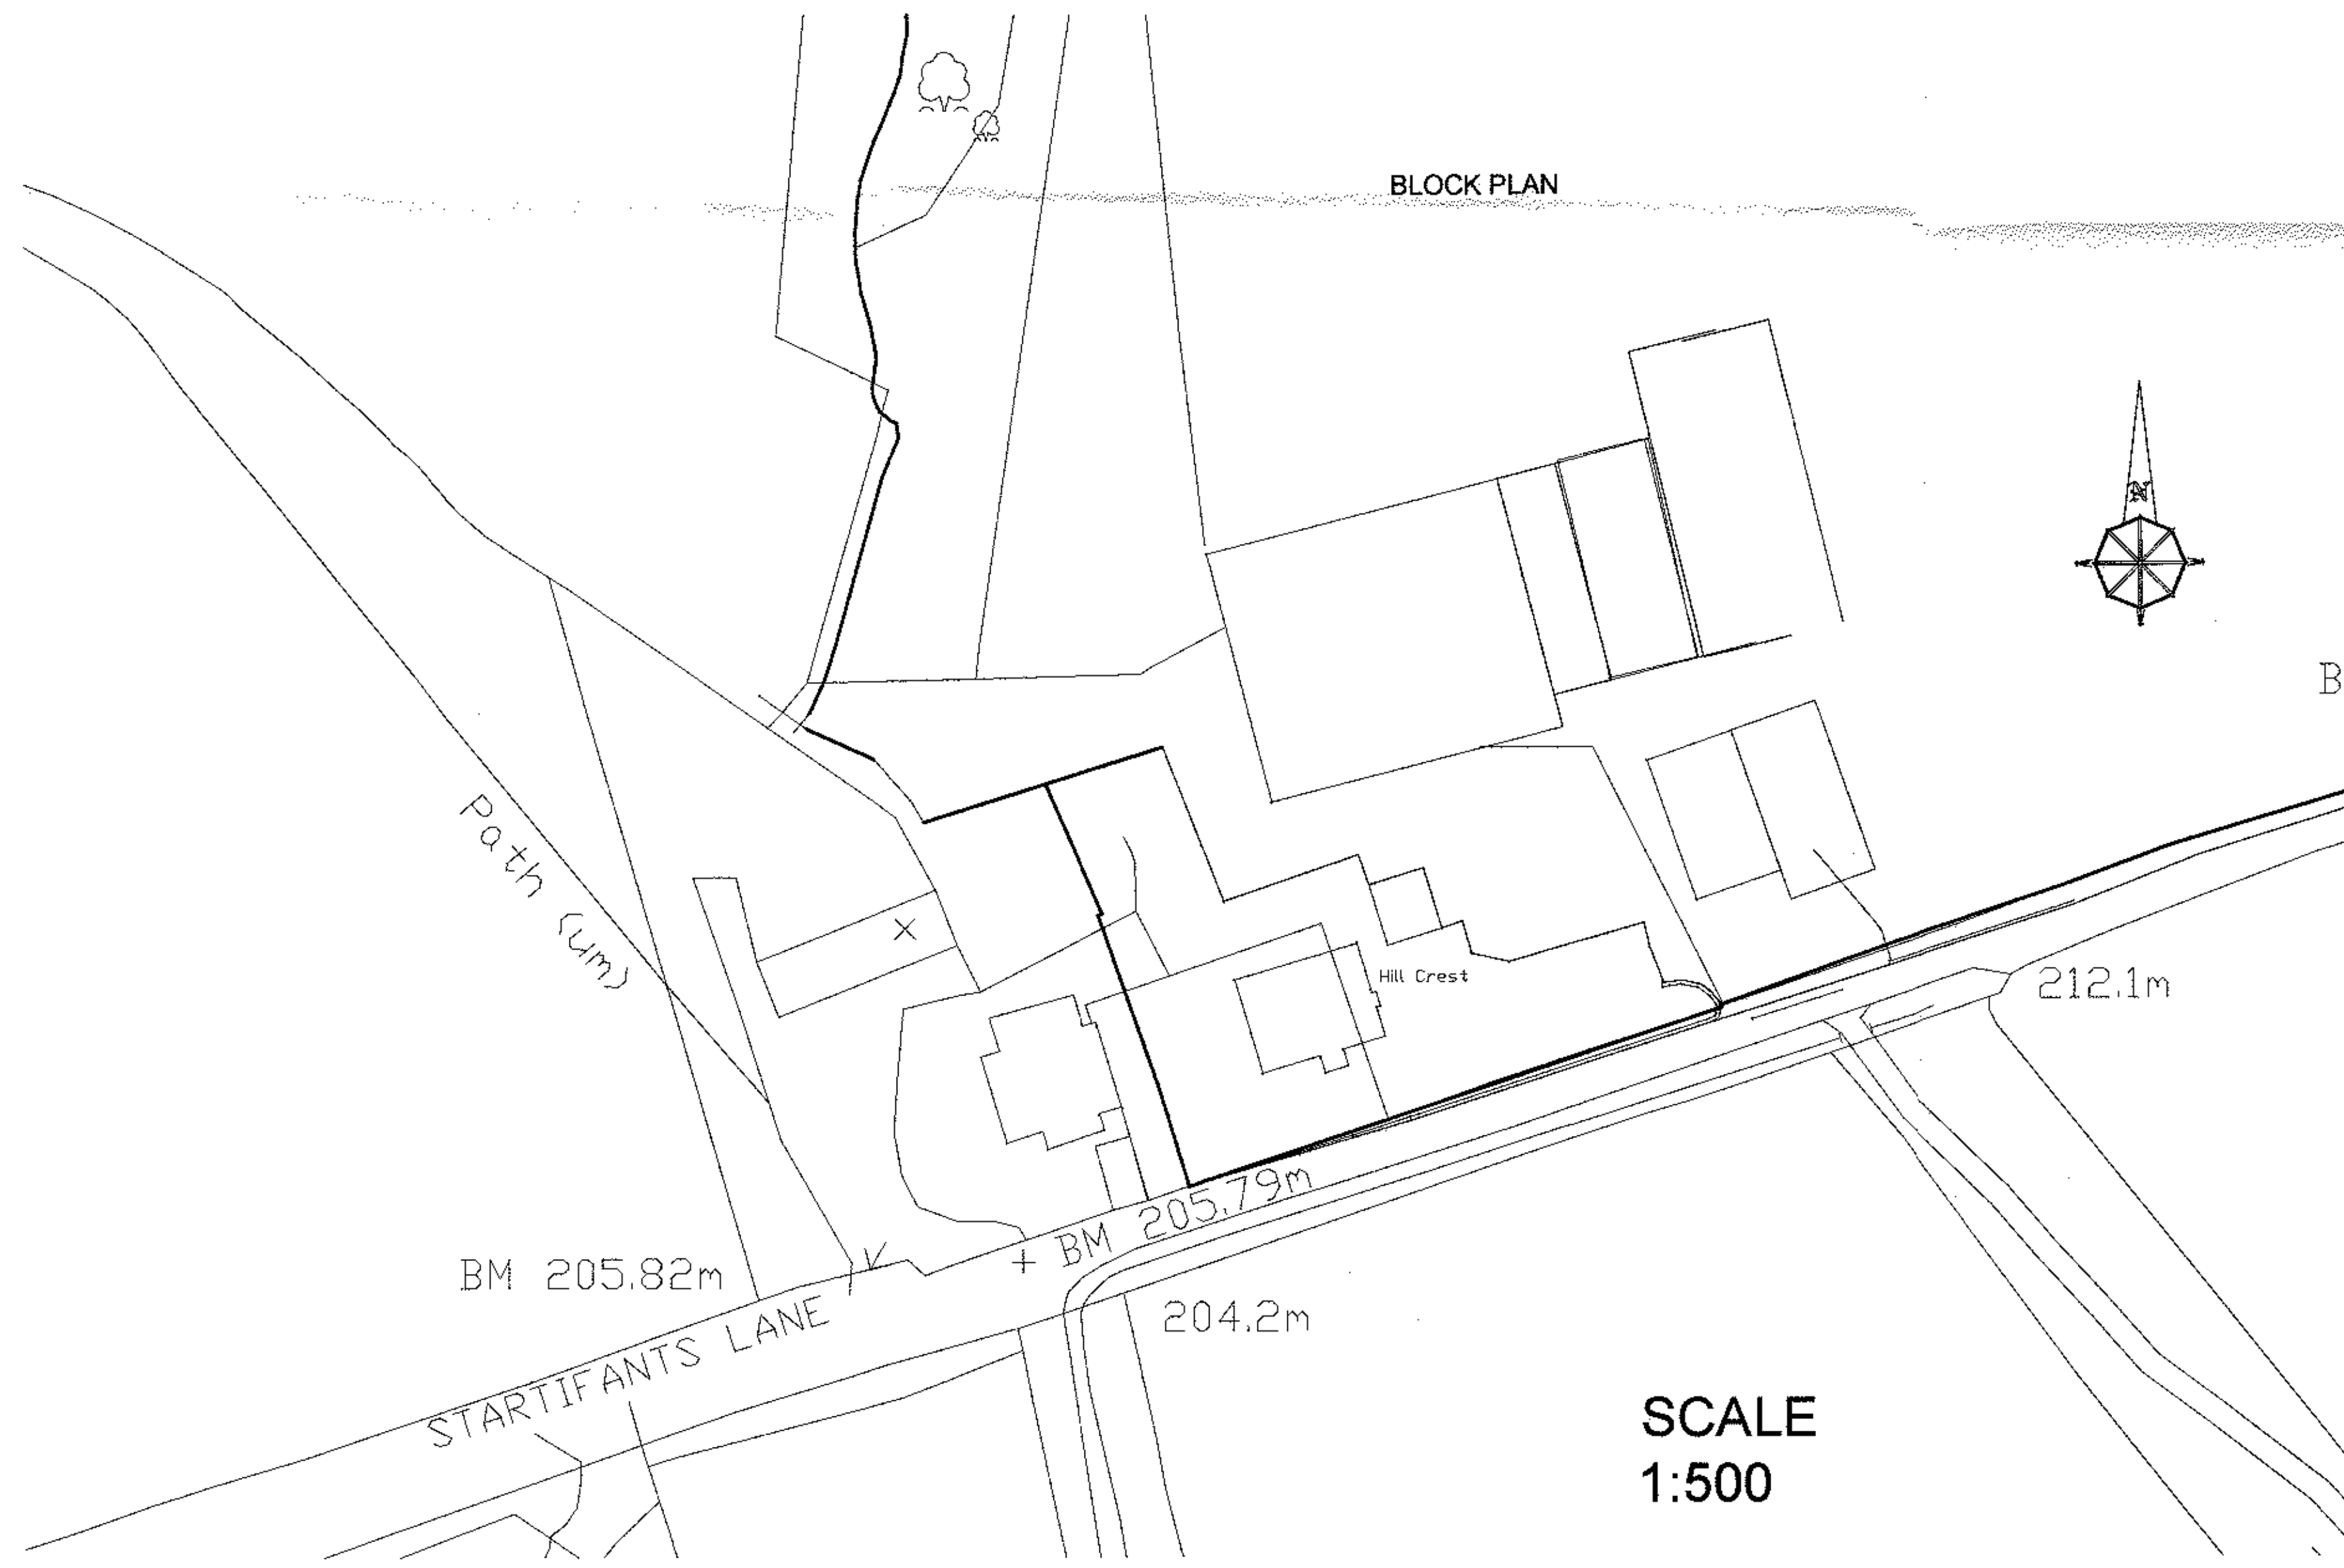 BLOCK PLAN
N
B
Path (um)
Hill Crest
212.1m
BM 205.79m
BM 205.82m
204.2m
STARTIFANTS LANE
SCALE
1:500